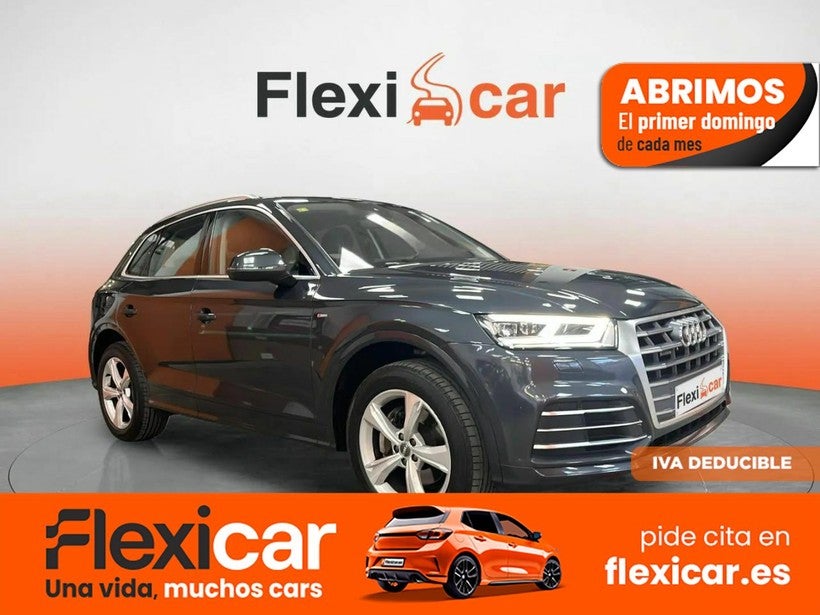 Flexicar
ABRIMOS
El primer domingo
de cada mes
Flexicar
IVA DEDUCIBLE
Flexicar
Una vida, muchos cars
pide cita en
flexicar.es